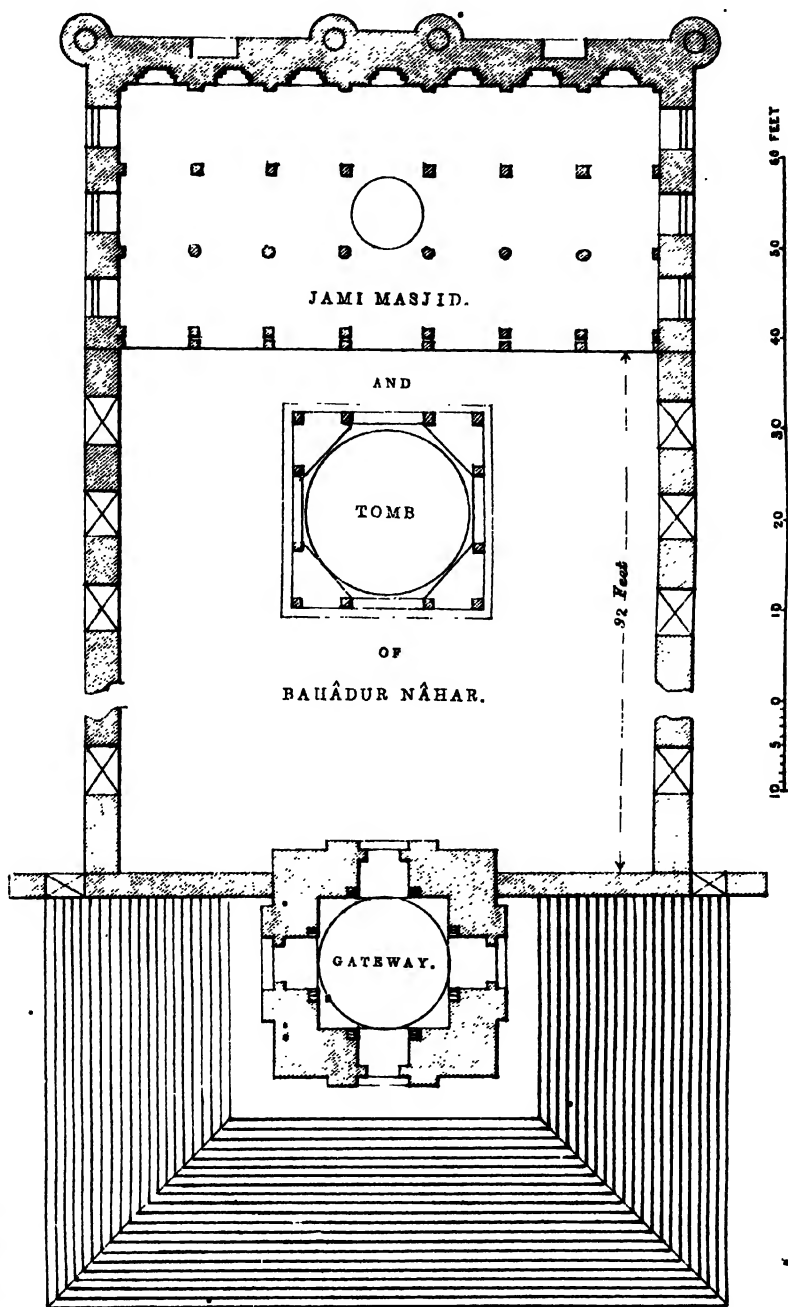 JAMI MASJID.
AND
TOMB
OF
BAHÂDUR NÂHAR.
92 Feet
GATEWAY.
60 FEET
50
40
30
20
10
0
5
10